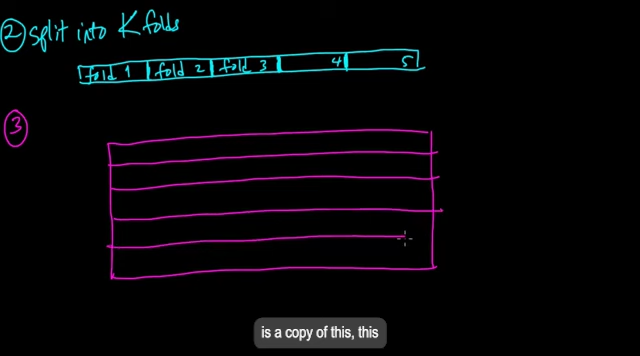 ② Split into K folds
fold 1 fold 2 fold 3 4 5
③
is a copy of this, this